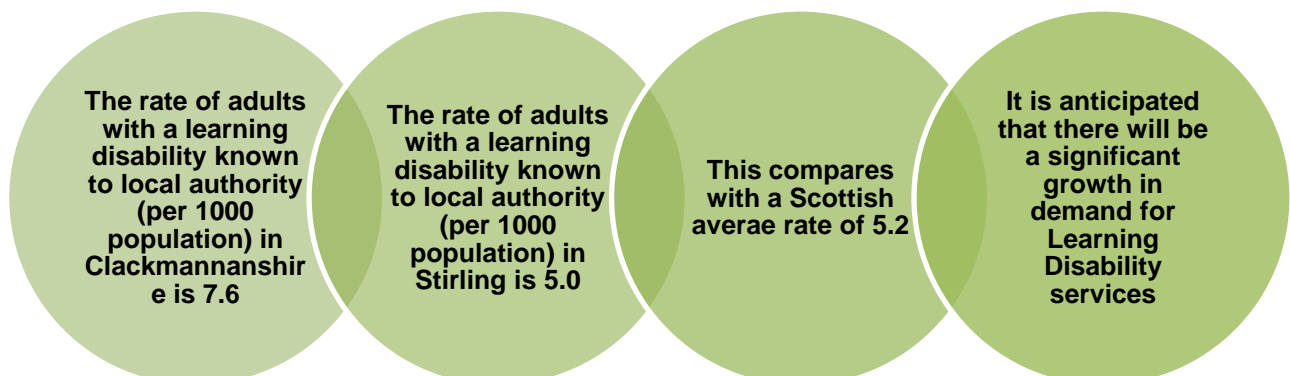 The rate of adults
with a learning
disability known
to local authority
(per 1000
population) in
Clackmannanshir
e is 7.6
The rate of adults
with a learning
disability known
to local authority
(per 1000
population) in
Stirling is 5.0
This compares
with a Scottish
averae rate of 5.2
It is anticipated
that there will be
a significant
growth in
demand for
Learning
Disability
services